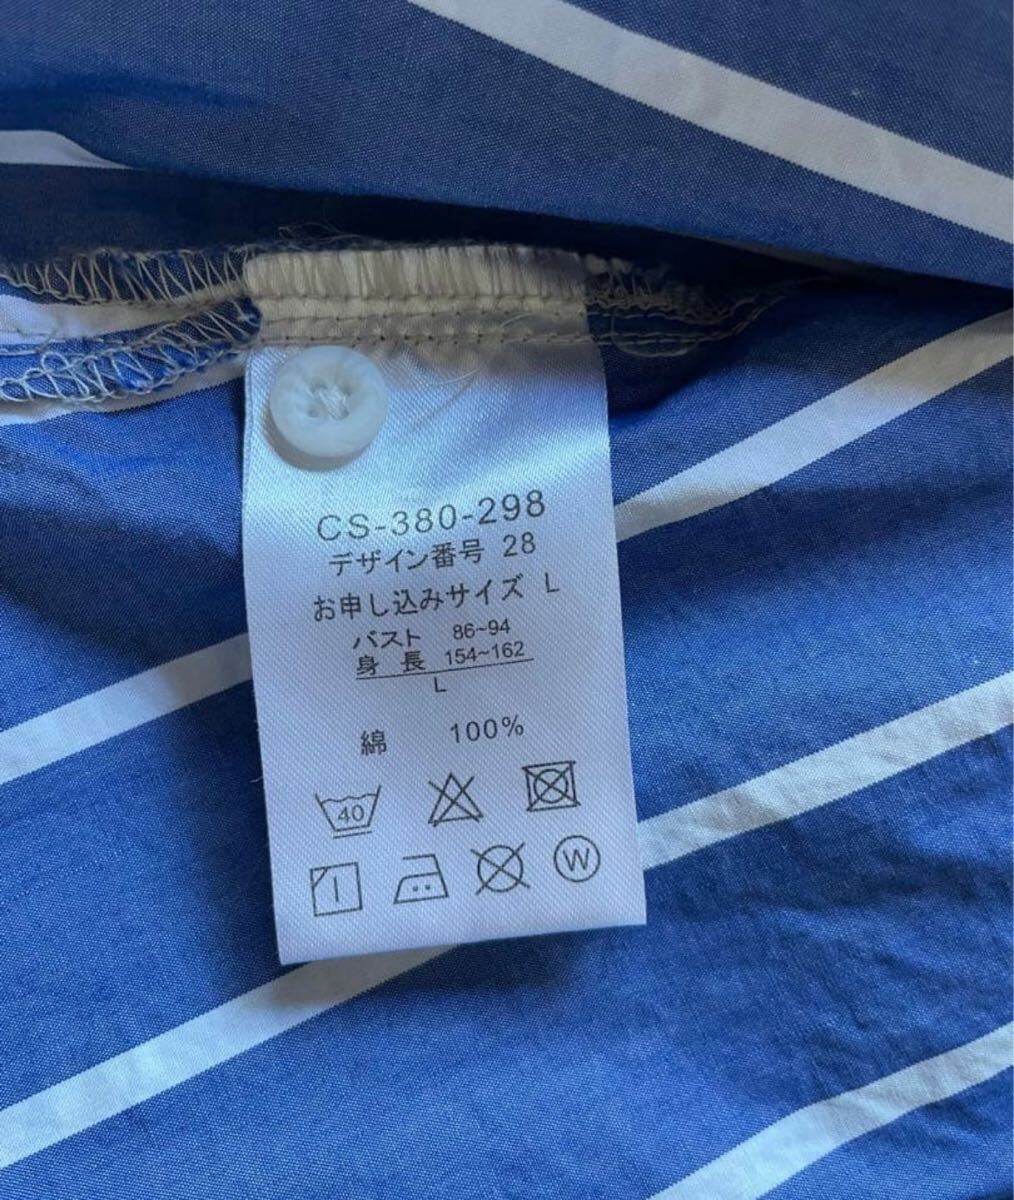 CS-380-298
デザイン番号 28
お申し込みサイズ L
バスト 86~94
身 長 154~162
L
綿 100%
40
W